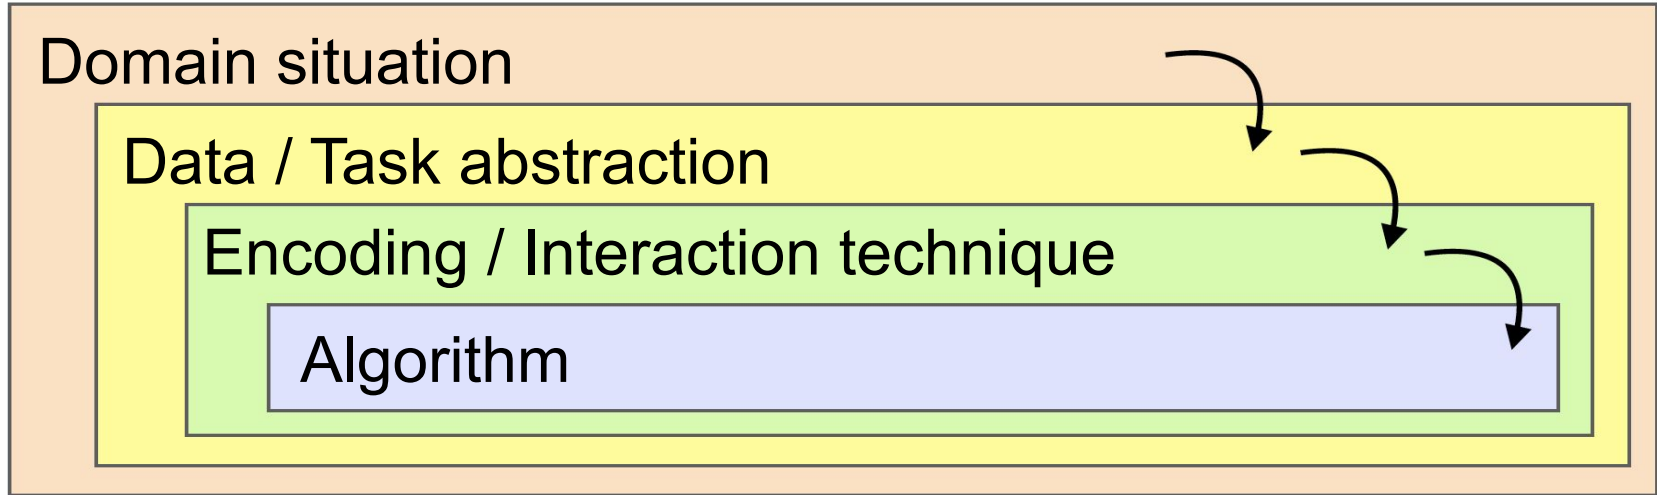 Domain situation
Data / Task abstraction
Encoding / Interaction technique
Algorithm